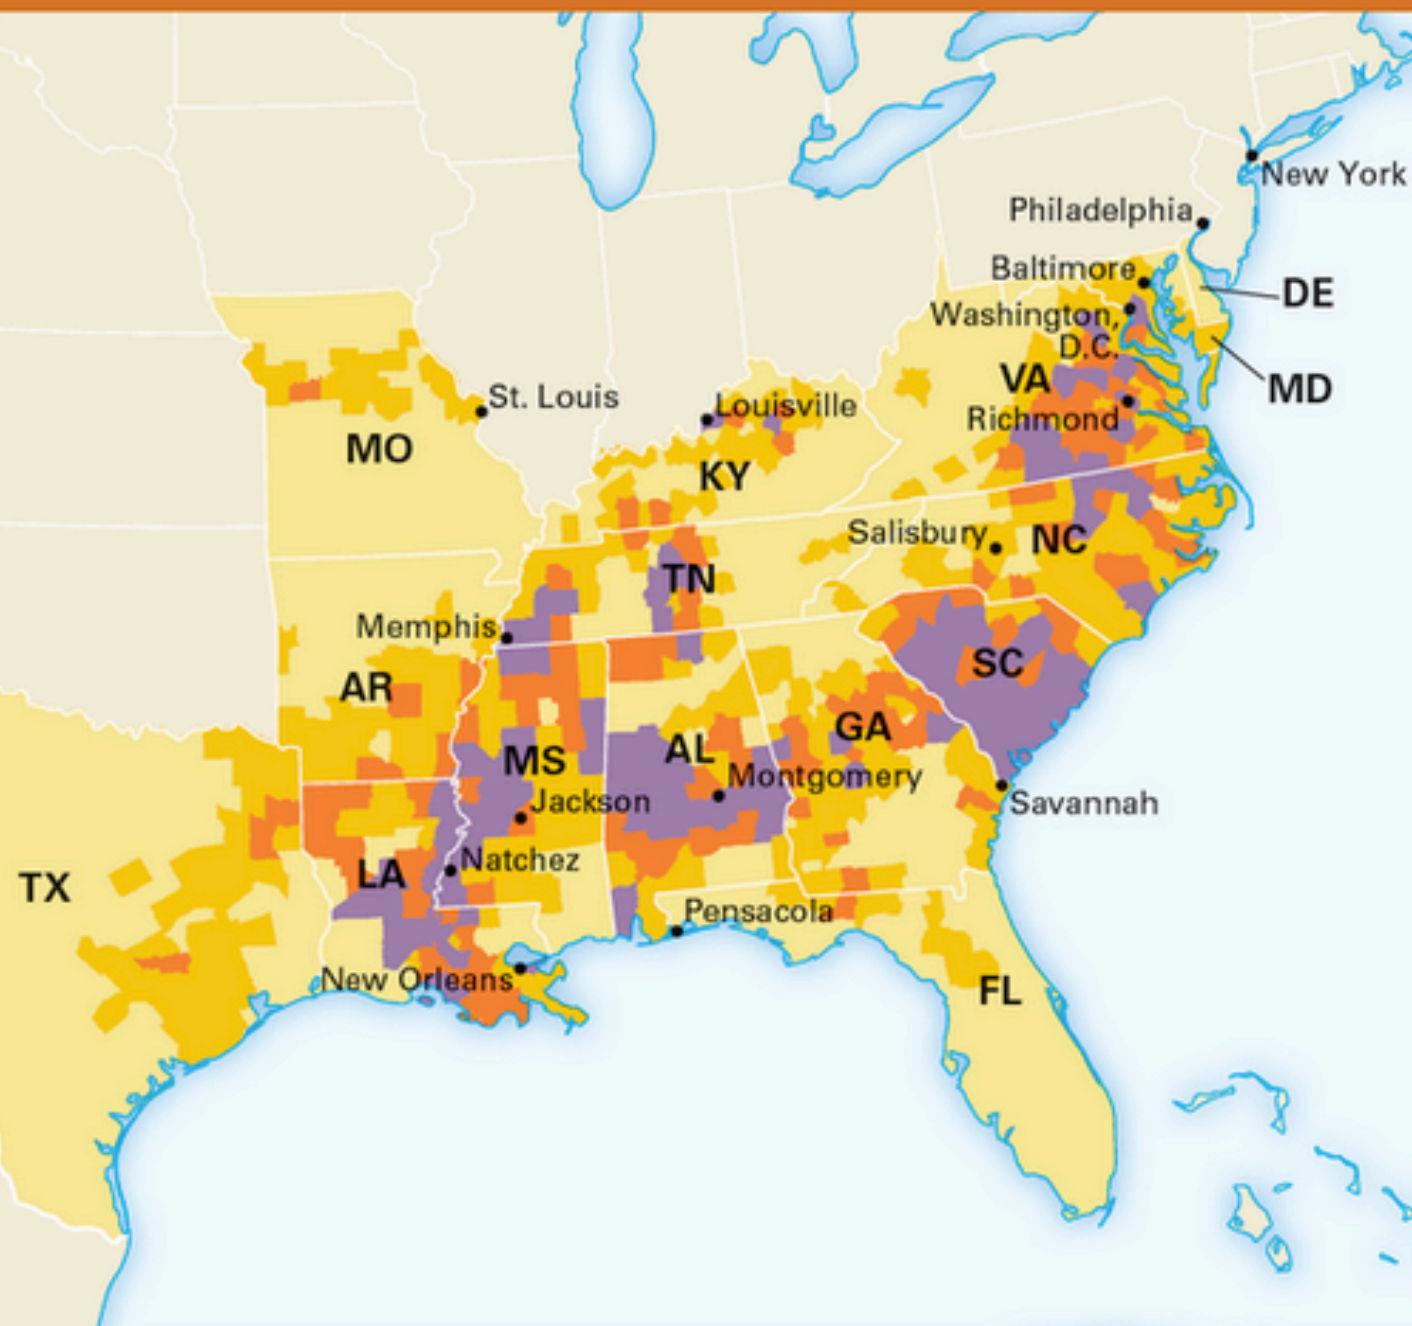 New York
Philadelphia
Baltimore
DE
Washington,
D.C.
VA
MD
St. Louis
Louisville
Richmond
MO
KY
Salisbury
NC
TN
Memphis
SC
AR
GA
AL
MS
Montgomery
Jackson
Savannah
Natchez
LA
TX
Pensacola
New Orleans
FL